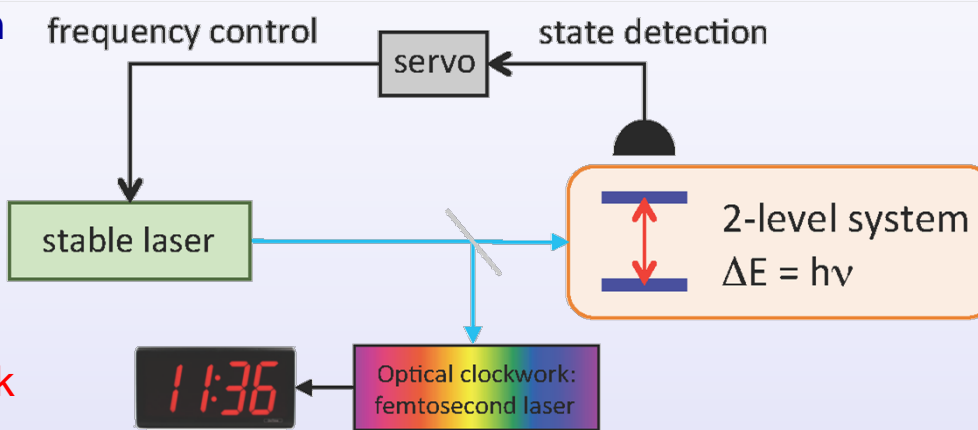 frequency control
state detection
servo
stable laser
2-level system
ΔE = hν
Optical clockwork:
femtosecond laser
11:36